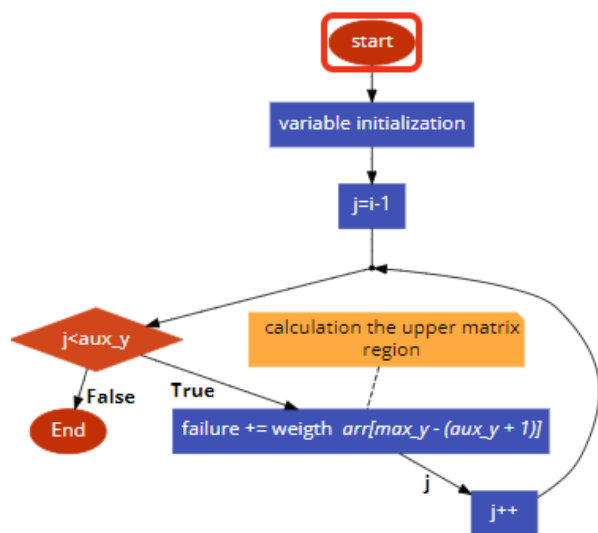 start
variable initialization
j=i-1
j<aux_y
calculation the upper matrix
region
False
True
End
failure += weigth arr[max_y - (aux_y + 1)]
j
j++